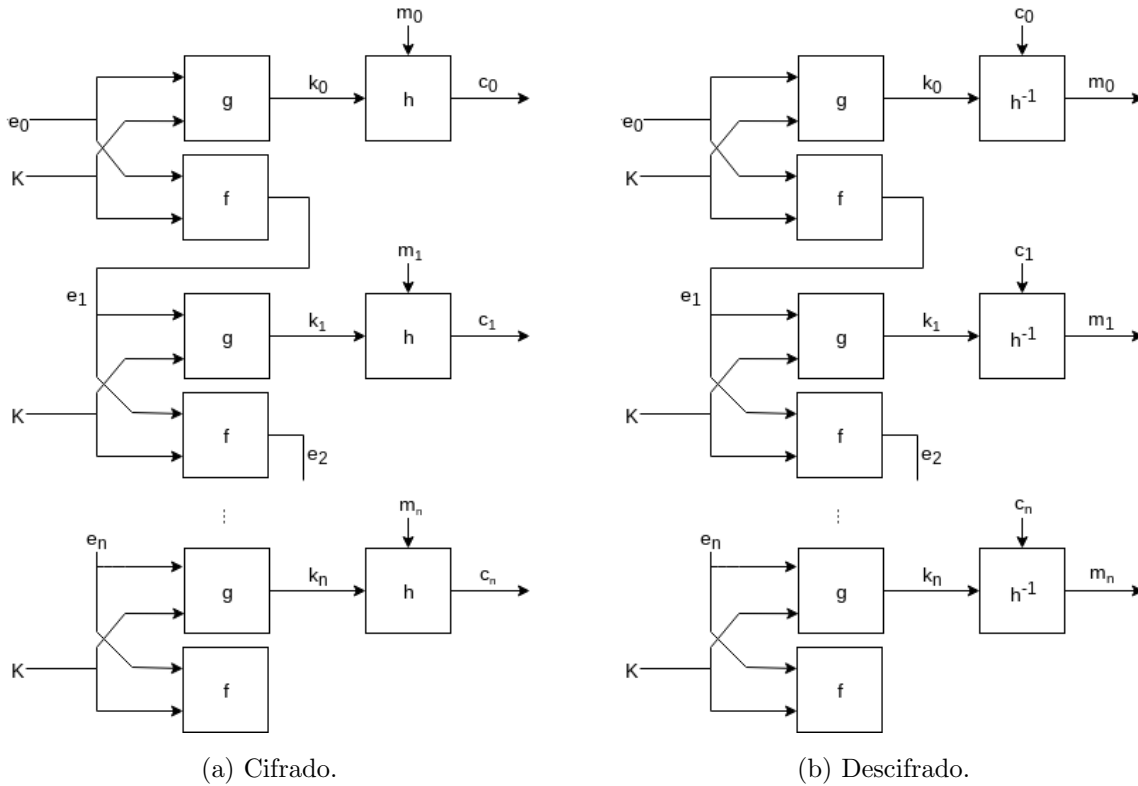 m0 c0
g k0 h c0 g k0 h-1 m0
e0 e0
K f K f
m1 c1
e1 g k1 h c1 e1 g k1 h-1 m1
K f e2 K f e2
mn cn
en g kn h cn en g kn h-1 mn
K f K f
(a) Cifrado. (b) Descifrado.